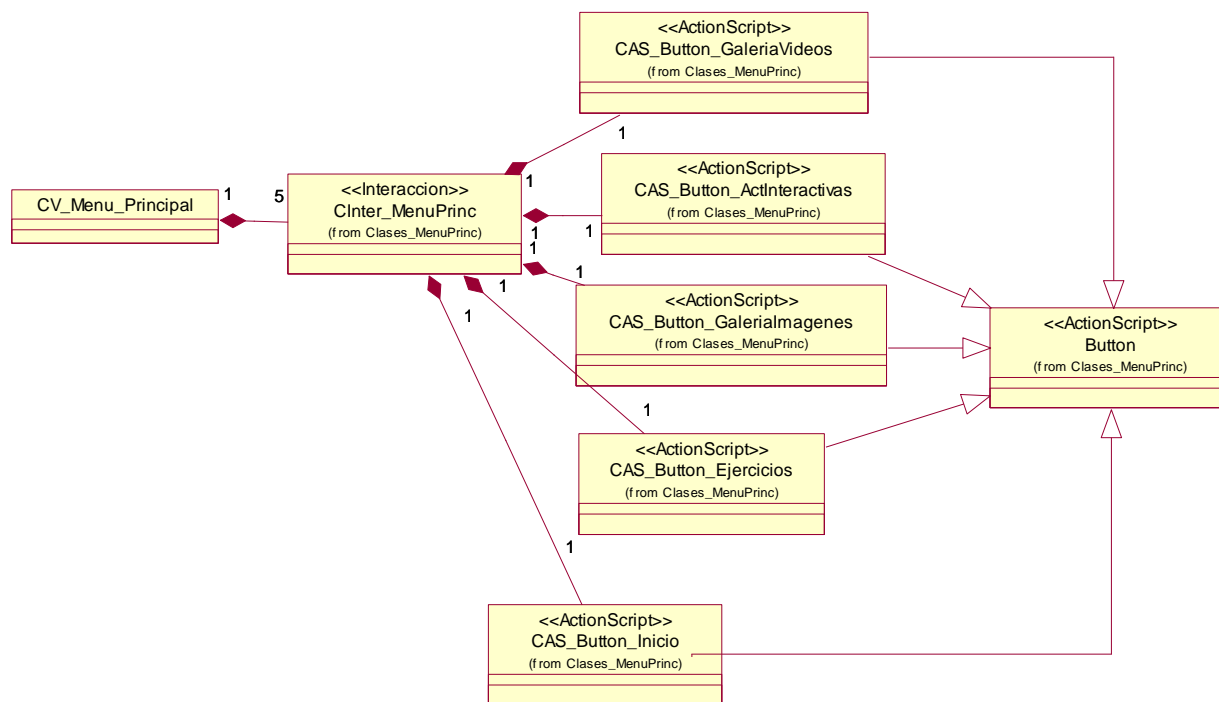 <<ActionScript>>
CAS_Button_GaleriaVideos
(from Clases_MenuPrinc)
1
1
<<ActionScript>>
CAS_Button_ActInteractivas
(from Clases_MenuPrinc)
1
1
CV_Menu_Principal
1
5
<<Interaccion>>
CInter_MenuPrinc
(from Clases_MenuPrinc)
1
1
<<ActionScript>>
CAS_Button_GaleriaImagenes
(from Clases_MenuPrinc)
1
1
<<ActionScript>>
Button
(from Clases_MenuPrinc)
1
<<ActionScript>>
CAS_Button_Ejercicios
(from Clases_MenuPrinc)
1
<<ActionScript>>
CAS_Button_Inicio
(from Clases_MenuPrinc)